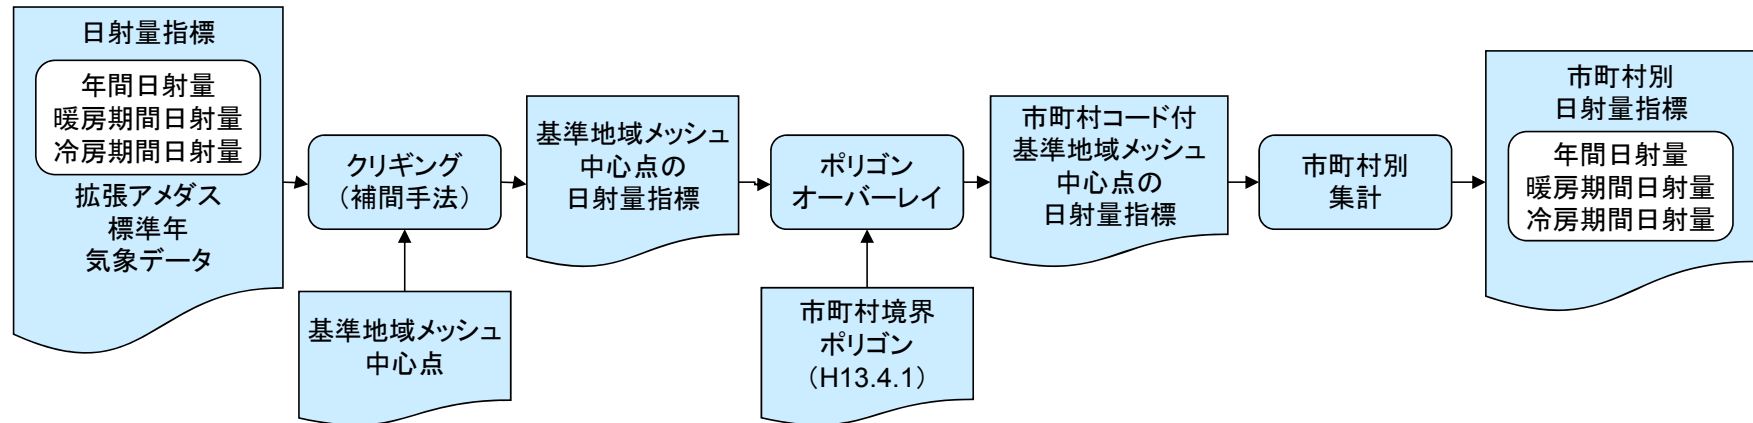 日射量指標
年間日射量
暖房期間日射量
冷房期間日射量
拡張アメダス
標準年
気象データ
クリギング
（補間手法）
基準地域メッシュ
中心点
基準地域メッシュ
中心点の
日射量指標
ポリゴン
オーバーレイ
市町村境界
ポリゴン
（H13.4.1）
市町村コード付
基準地域メッシュ
中心点の
日射量指標
市町村別
集計
市町村別
日射量指標
年間日射量
暖房期間日射量
冷房期間日射量